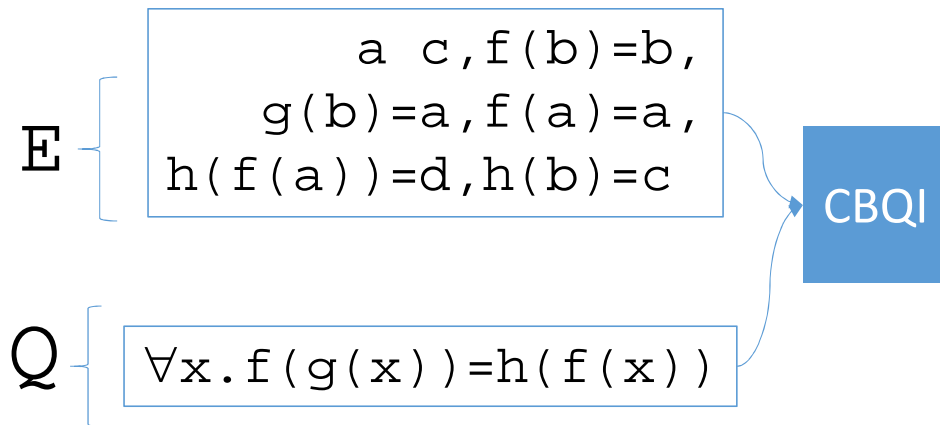 a c,f(b)=b,
E
g(b)=a,f(a)=a,
h(f(a))=d,h(b)=c
CBQI
Q
∀x.f(g(x))=h(f(x))